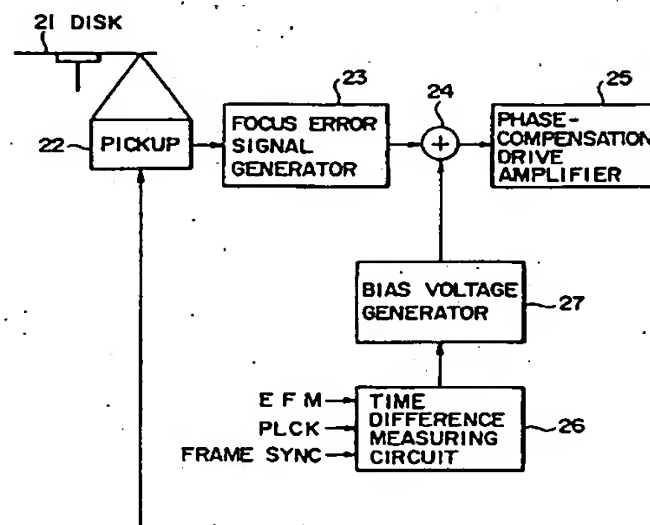 21 DISK
22
PICKUP
23
FOCUS ERROR
SIGNAL
GENERATOR
24
+
25
PHASE-
COMPENSATION
DRIVE
AMPLIFIER
BIAS VOLTAGE
GENERATOR
27
EFM
PLCK
FRAME SYNC
TIME
DIFFERENCE
MEASURING
CIRCUIT
26